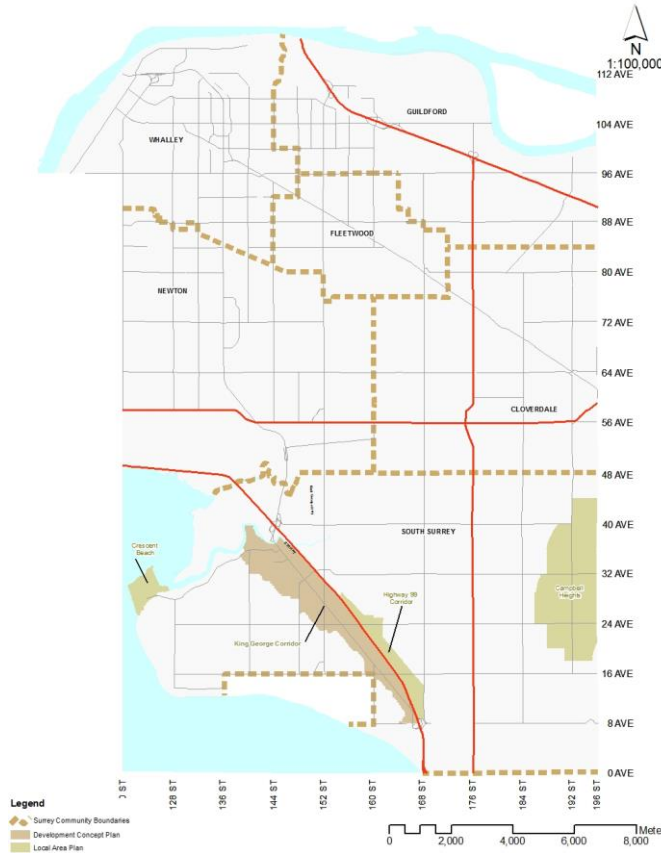 N
1:100,000
112 AVE
GUILDFORD
104 AVE
WHALLEY
96 AVE
88 AVE
FLEETWOOD
80 AVE
NEWTON
72 AVE
64 AVE
CLOVERDALE
56 AVE
48 AVE
40 AVE
SOUTH SURREY
Crescent
Beach
32 AVE
Highway 99
Corridor
Campbell
Heights
24 AVE
King George Corridor
16 AVE
8 AVE
0 AVE
0 ST
128 ST
136 ST
144 ST
152 ST
160 ST
168 ST
176 ST
184 ST
192 ST
196 ST
Legend
Surrey Community Boundaries
Development Concept Plan
Local Area Plan
Mete
0
2,000
4,000
6,000
8,000